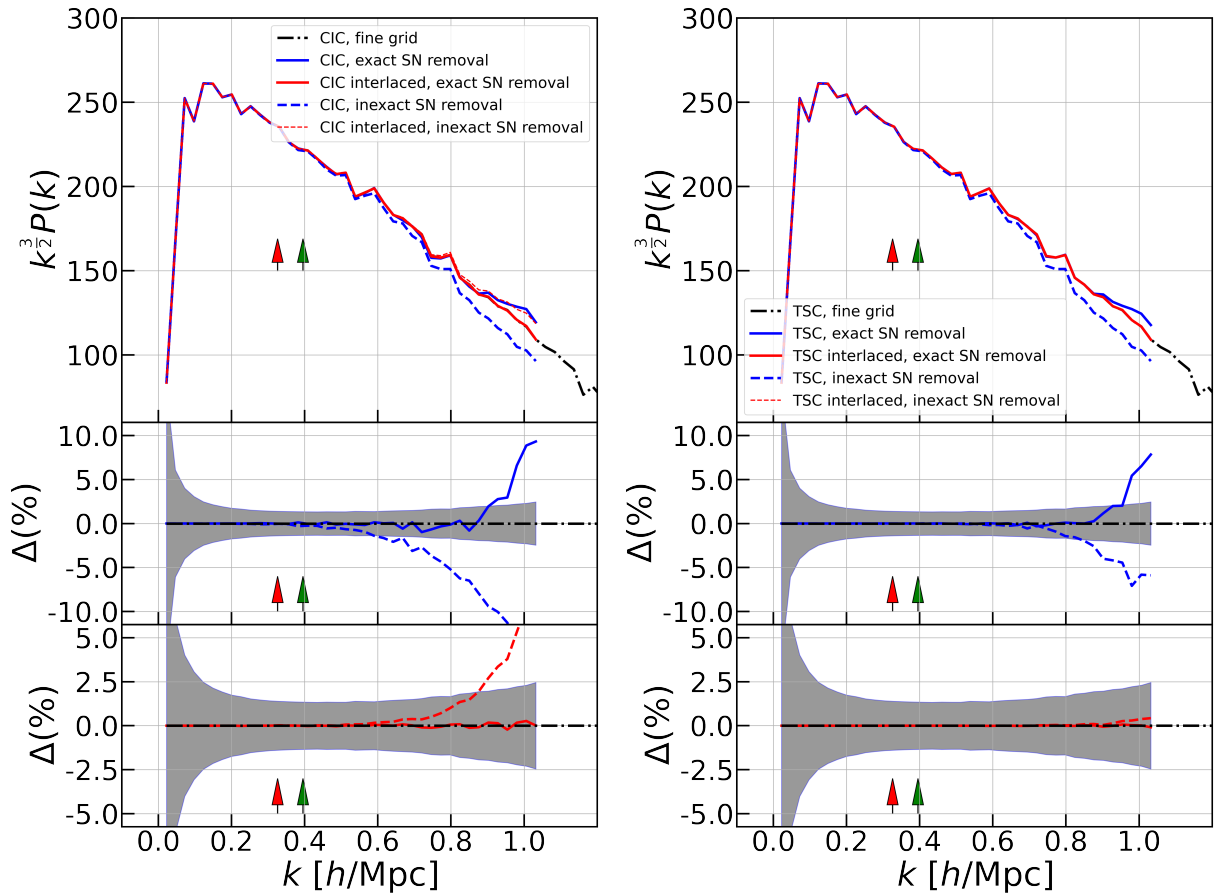 300
250
200
150
100
k^{3/2}P(k)
CIC, fine grid
CIC, exact SN removal
CIC interlaced, exact SN removal
CIC, inexact SN removal
CIC interlaced, inexact SN removal
10.0
5.0
0.0
-5.0
-10.0
Δ(%)
5.0
2.5
0.0
-2.5
-5.0
Δ(%)
0.0 0.2 0.4 0.6 0.8 1.0
k [h/Mpc]
300
250
200
150
100
k^{3/2}P(k)
TSC, fine grid
TSC, exact SN removal
TSC interlaced, exact SN removal
TSC, inexact SN removal
TSC interlaced, inexact SN removal
10.0
5.0
0.0
-5.0
-10.0
Δ(%)
5.0
2.5
0.0
-2.5
-5.0
Δ(%)
0.0 0.2 0.4 0.6 0.8 1.0
k [h/Mpc]